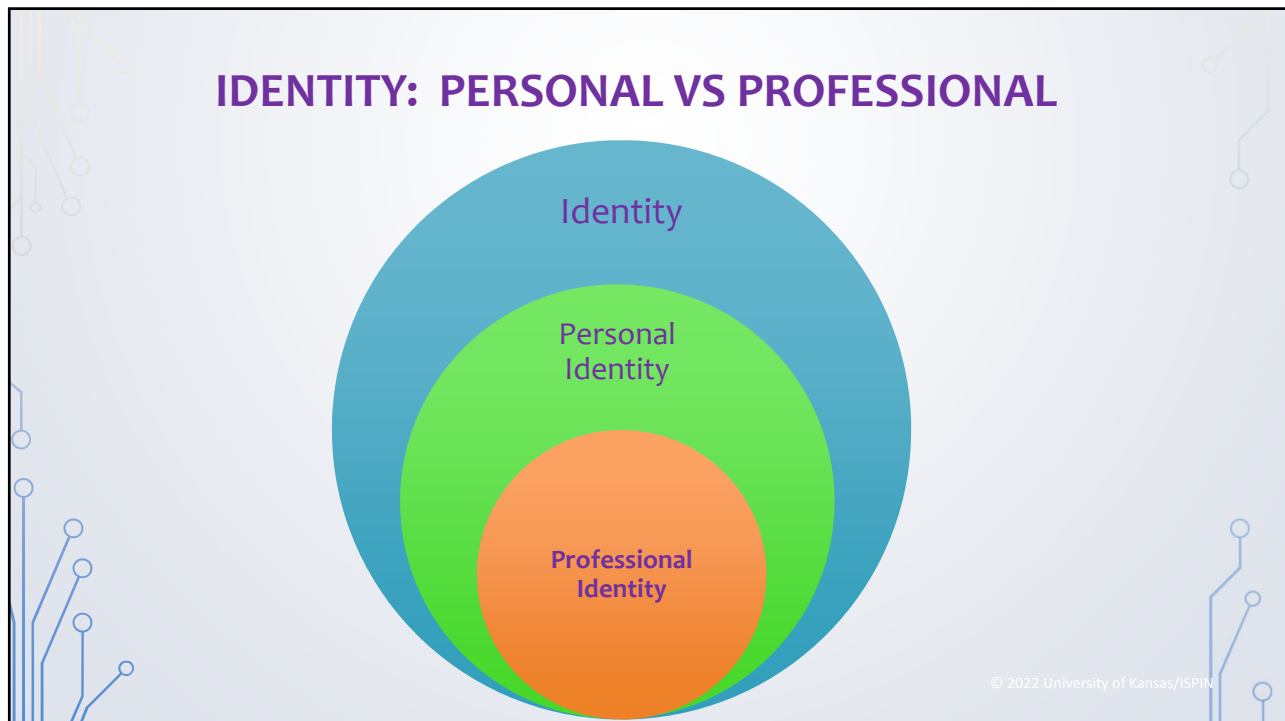 IDENTITY: PERSONAL VS PROFESSIONAL
Identity
Personal
Identity
Professional
Identity
© 2022 University of Kansas/ISPIN